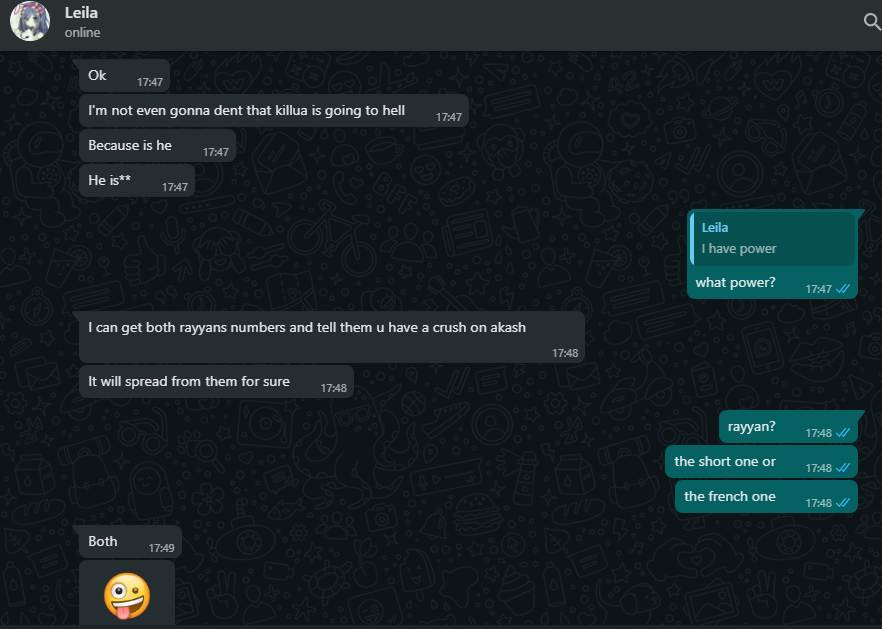 Leila
online
Ok
17:47
I'm not even gonna dent that killua is going to hell
17:47
Because is he
17:47
He is**
17:47
Leila
I have power
what power?
17:47
I can get both rayyans numbers and tell them u have a crush on akash
17:48
It will spread from them for sure
17:48
rayyan?
17:48
the short one or
17:48
the french one
17:48
Both
17:49